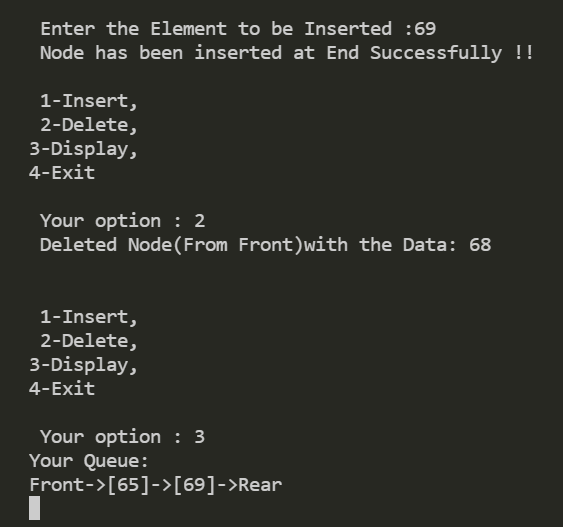 Enter the Element to be Inserted :69
Node has been inserted at End Successfully !!
1-Insert,
2-Delete,
3-Display,
4-Exit
Your option : 2
Deleted Node(From Front)with the Data: 68
1-Insert,
2-Delete,
3-Display,
4-Exit
Your option : 3
Your Queue:
Front->[65]->[69]->Rear